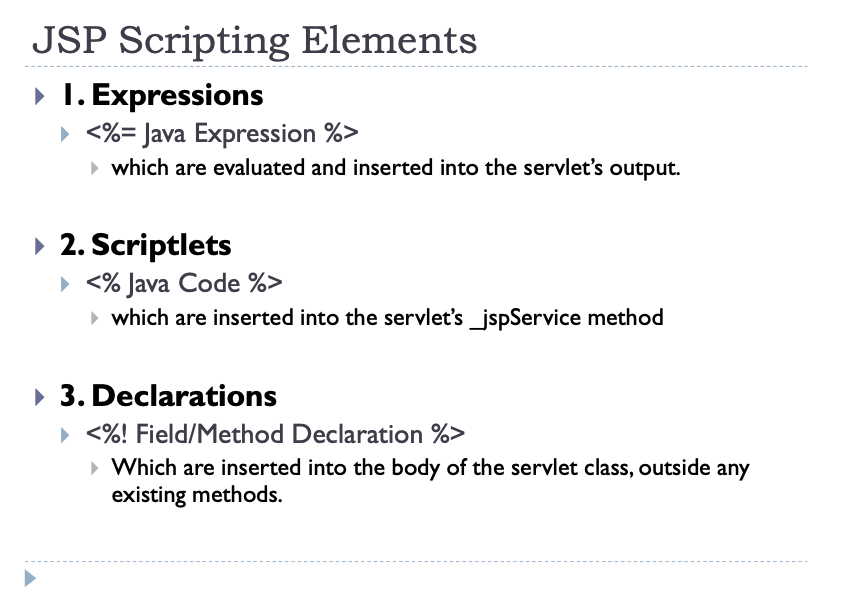 JSP Scripting Elements
1. Expressions
<%= Java Expression %>
which are evaluated and inserted into the servlet’s output.
2. Scriptlets
<% Java Code %>
which are inserted into the servlet’s _jspService method
3. Declarations
<%! Field/Method Declaration %>
Which are inserted into the body of the servlet class, outside any
existing methods.